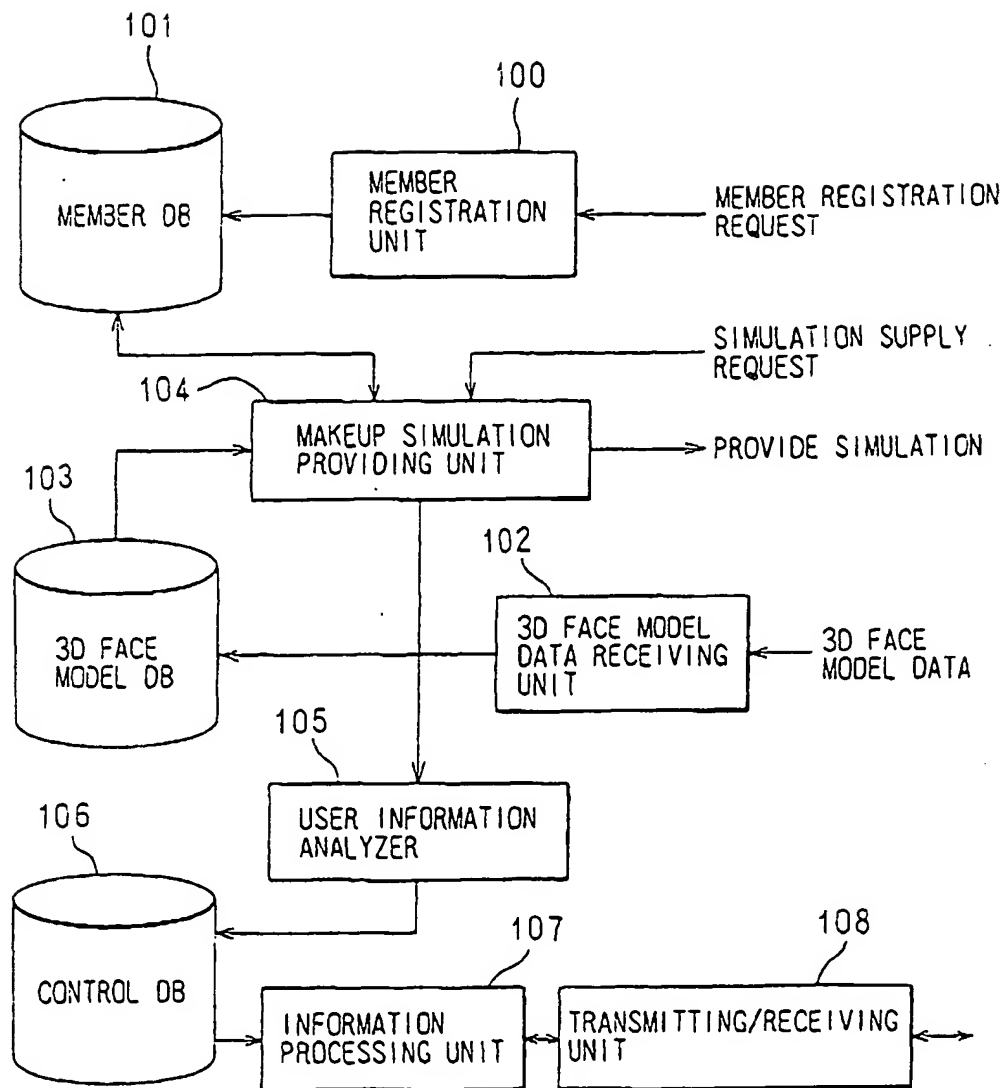 101
100
MEMBER DB
MEMBER
REGISTRATION
UNIT
MEMBER REGISTRATION
REQUEST
SIMULATION SUPPLY
REQUEST
104
MAKEUP SIMULATION
PROVIDING UNIT
PROVIDE SIMULATION
103
102
3D FACE
MODEL DB
3D FACE MODEL
DATA RECEIVING
UNIT
3D FACE
MODEL DATA
105
USER INFORMATION
ANALYZER
106
107
108
CONTROL DB
INFORMATION
PROCESSING UNIT
TRANSMITTING/RECEIVING
UNIT